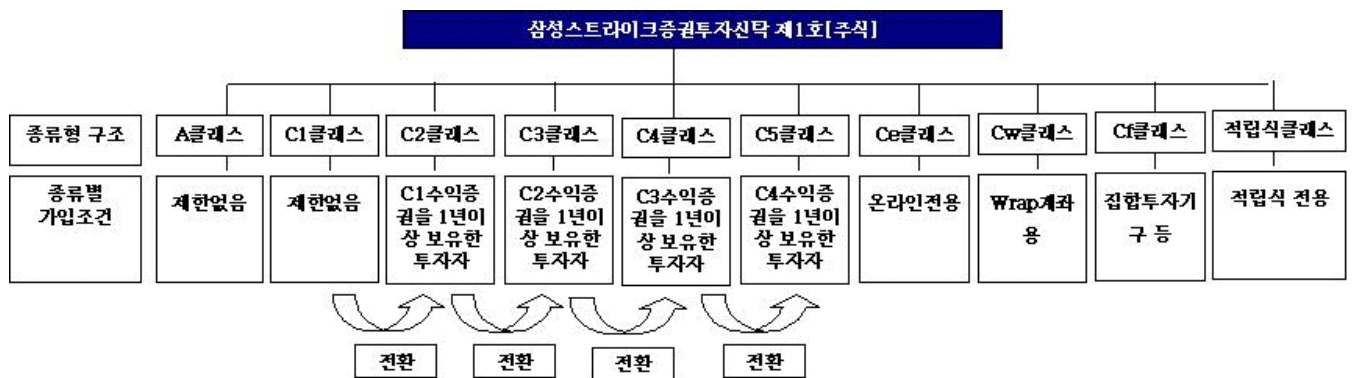 삼성스트라이크증권투자신탁 제1호[주식]
종류형 구조
A클래스
C1클래스
C2클래스
C3클래스
C4클래스
C5클래스
Ce클래스
Cw클래스
Cf클래스
적립식클래스
종류별
가입조건
제한없음
제한없음
C1수익증
권을 1년이
상 보유한
투자자
C2수익증
권을 1년이
상 보유한
투자자
C3수익증
권을 1년이
상 보유한
투자자
C4수익증
권을 1년이
상 보유한
투자자
온라인전용
Wrap계좌
용
집합투자기
구 등
적립식 전용
전환
전환
전환
전환